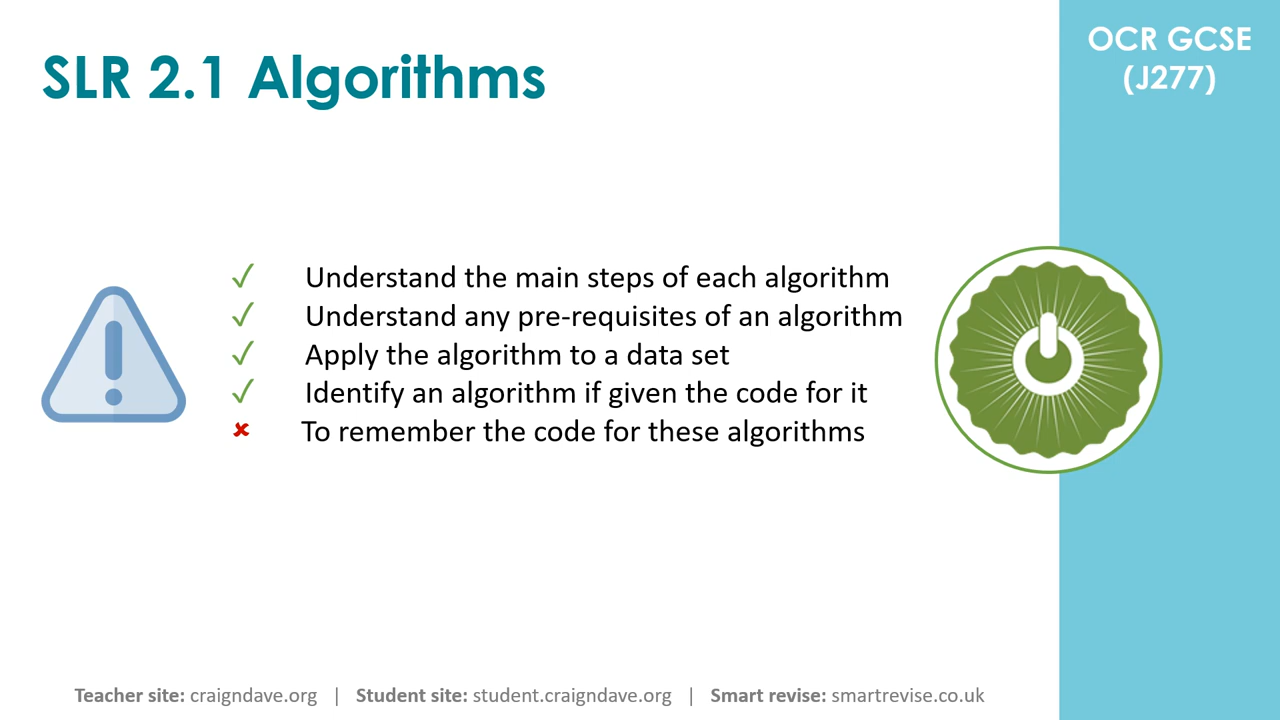 SLR 2.1 Algorithms
OCR GCSE
(J277)
✓ Understand the main steps of each algorithm
✓ Understand any pre-requisites of an algorithm
✓ Apply the algorithm to a data set
✓ Identify an algorithm if given the code for it
✘ To remember the code for these algorithms
Teacher site: craigndave.org | Student site: student.craigndave.org | Smart revise: smartrevise.co.uk